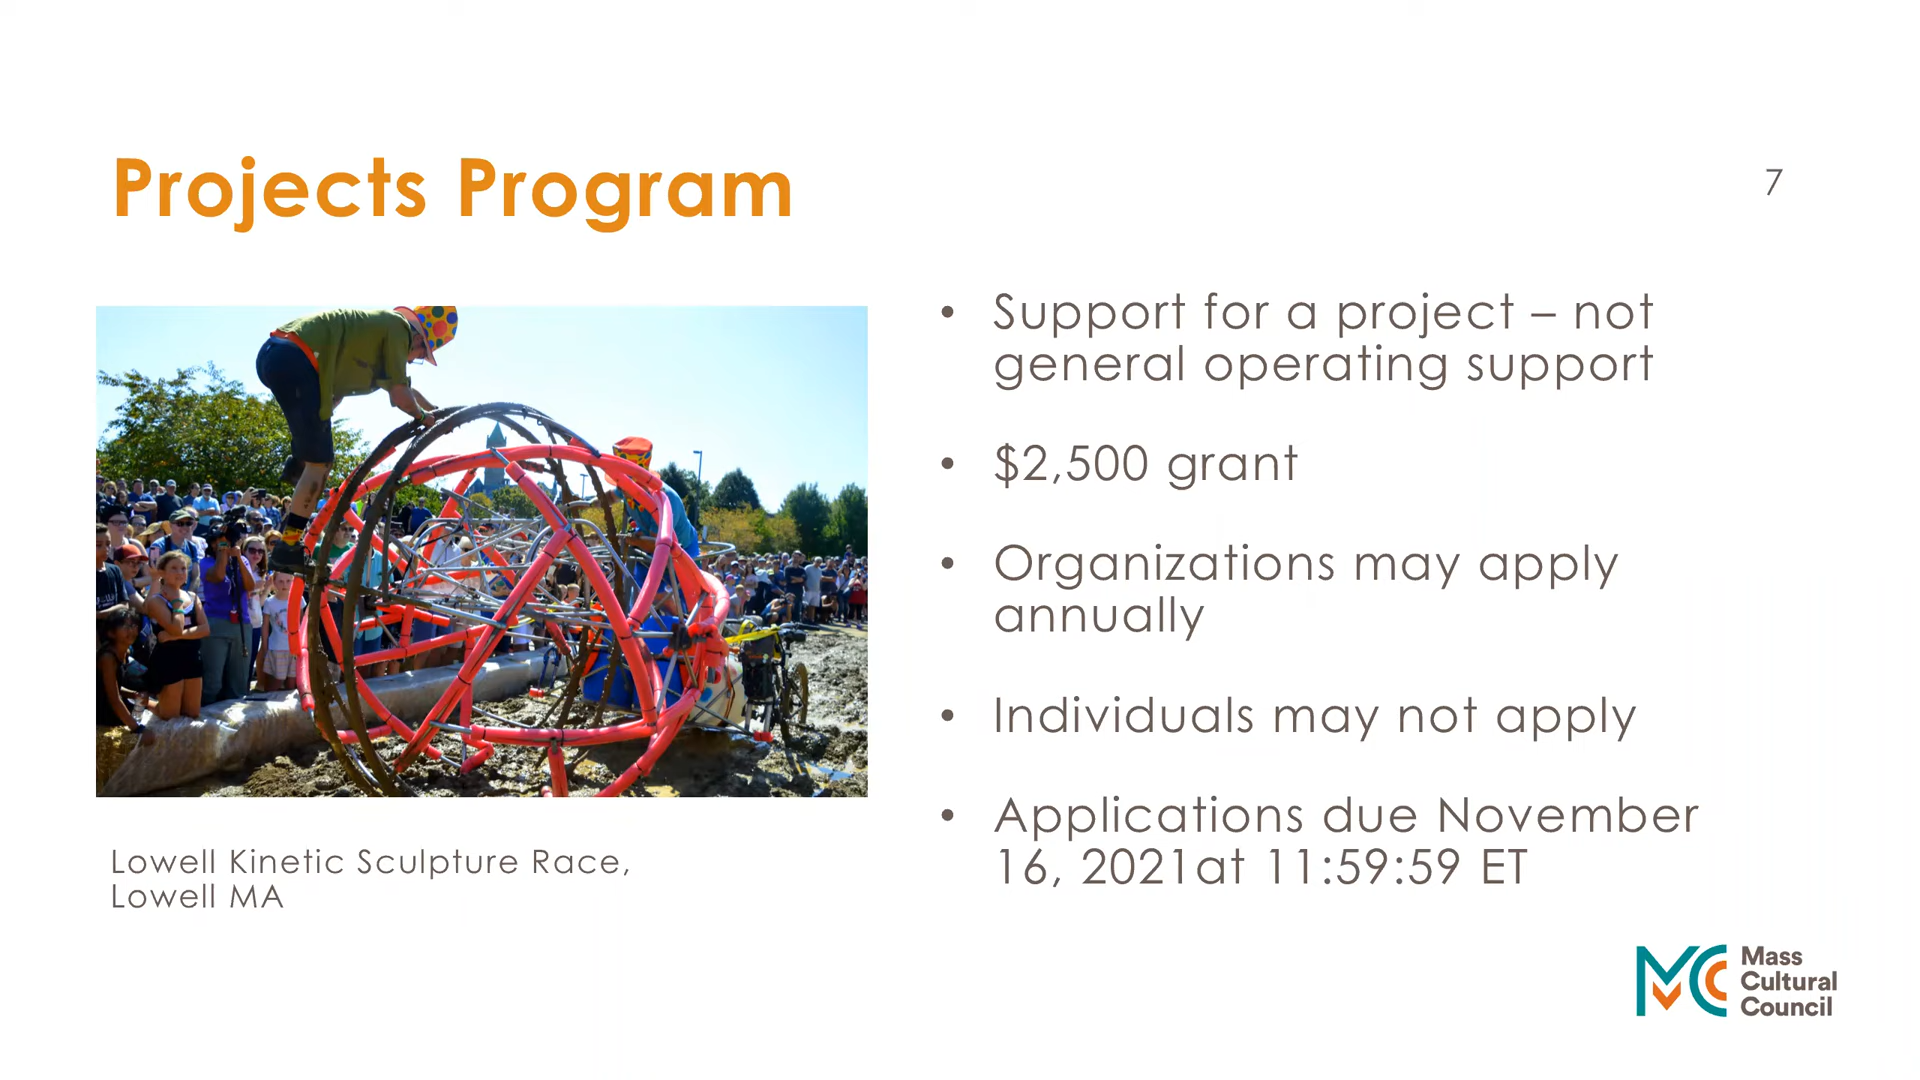 Projects Program
7
• Support for a project – not
general operating support
• $2,500 grant
• Organizations may apply
annually
• Individuals may not apply
• Applications due November
16, 2021at 11:59:59 ET
Lowell Kinetic Sculpture Race,
Lowell MA
Mass
Cultural
Council